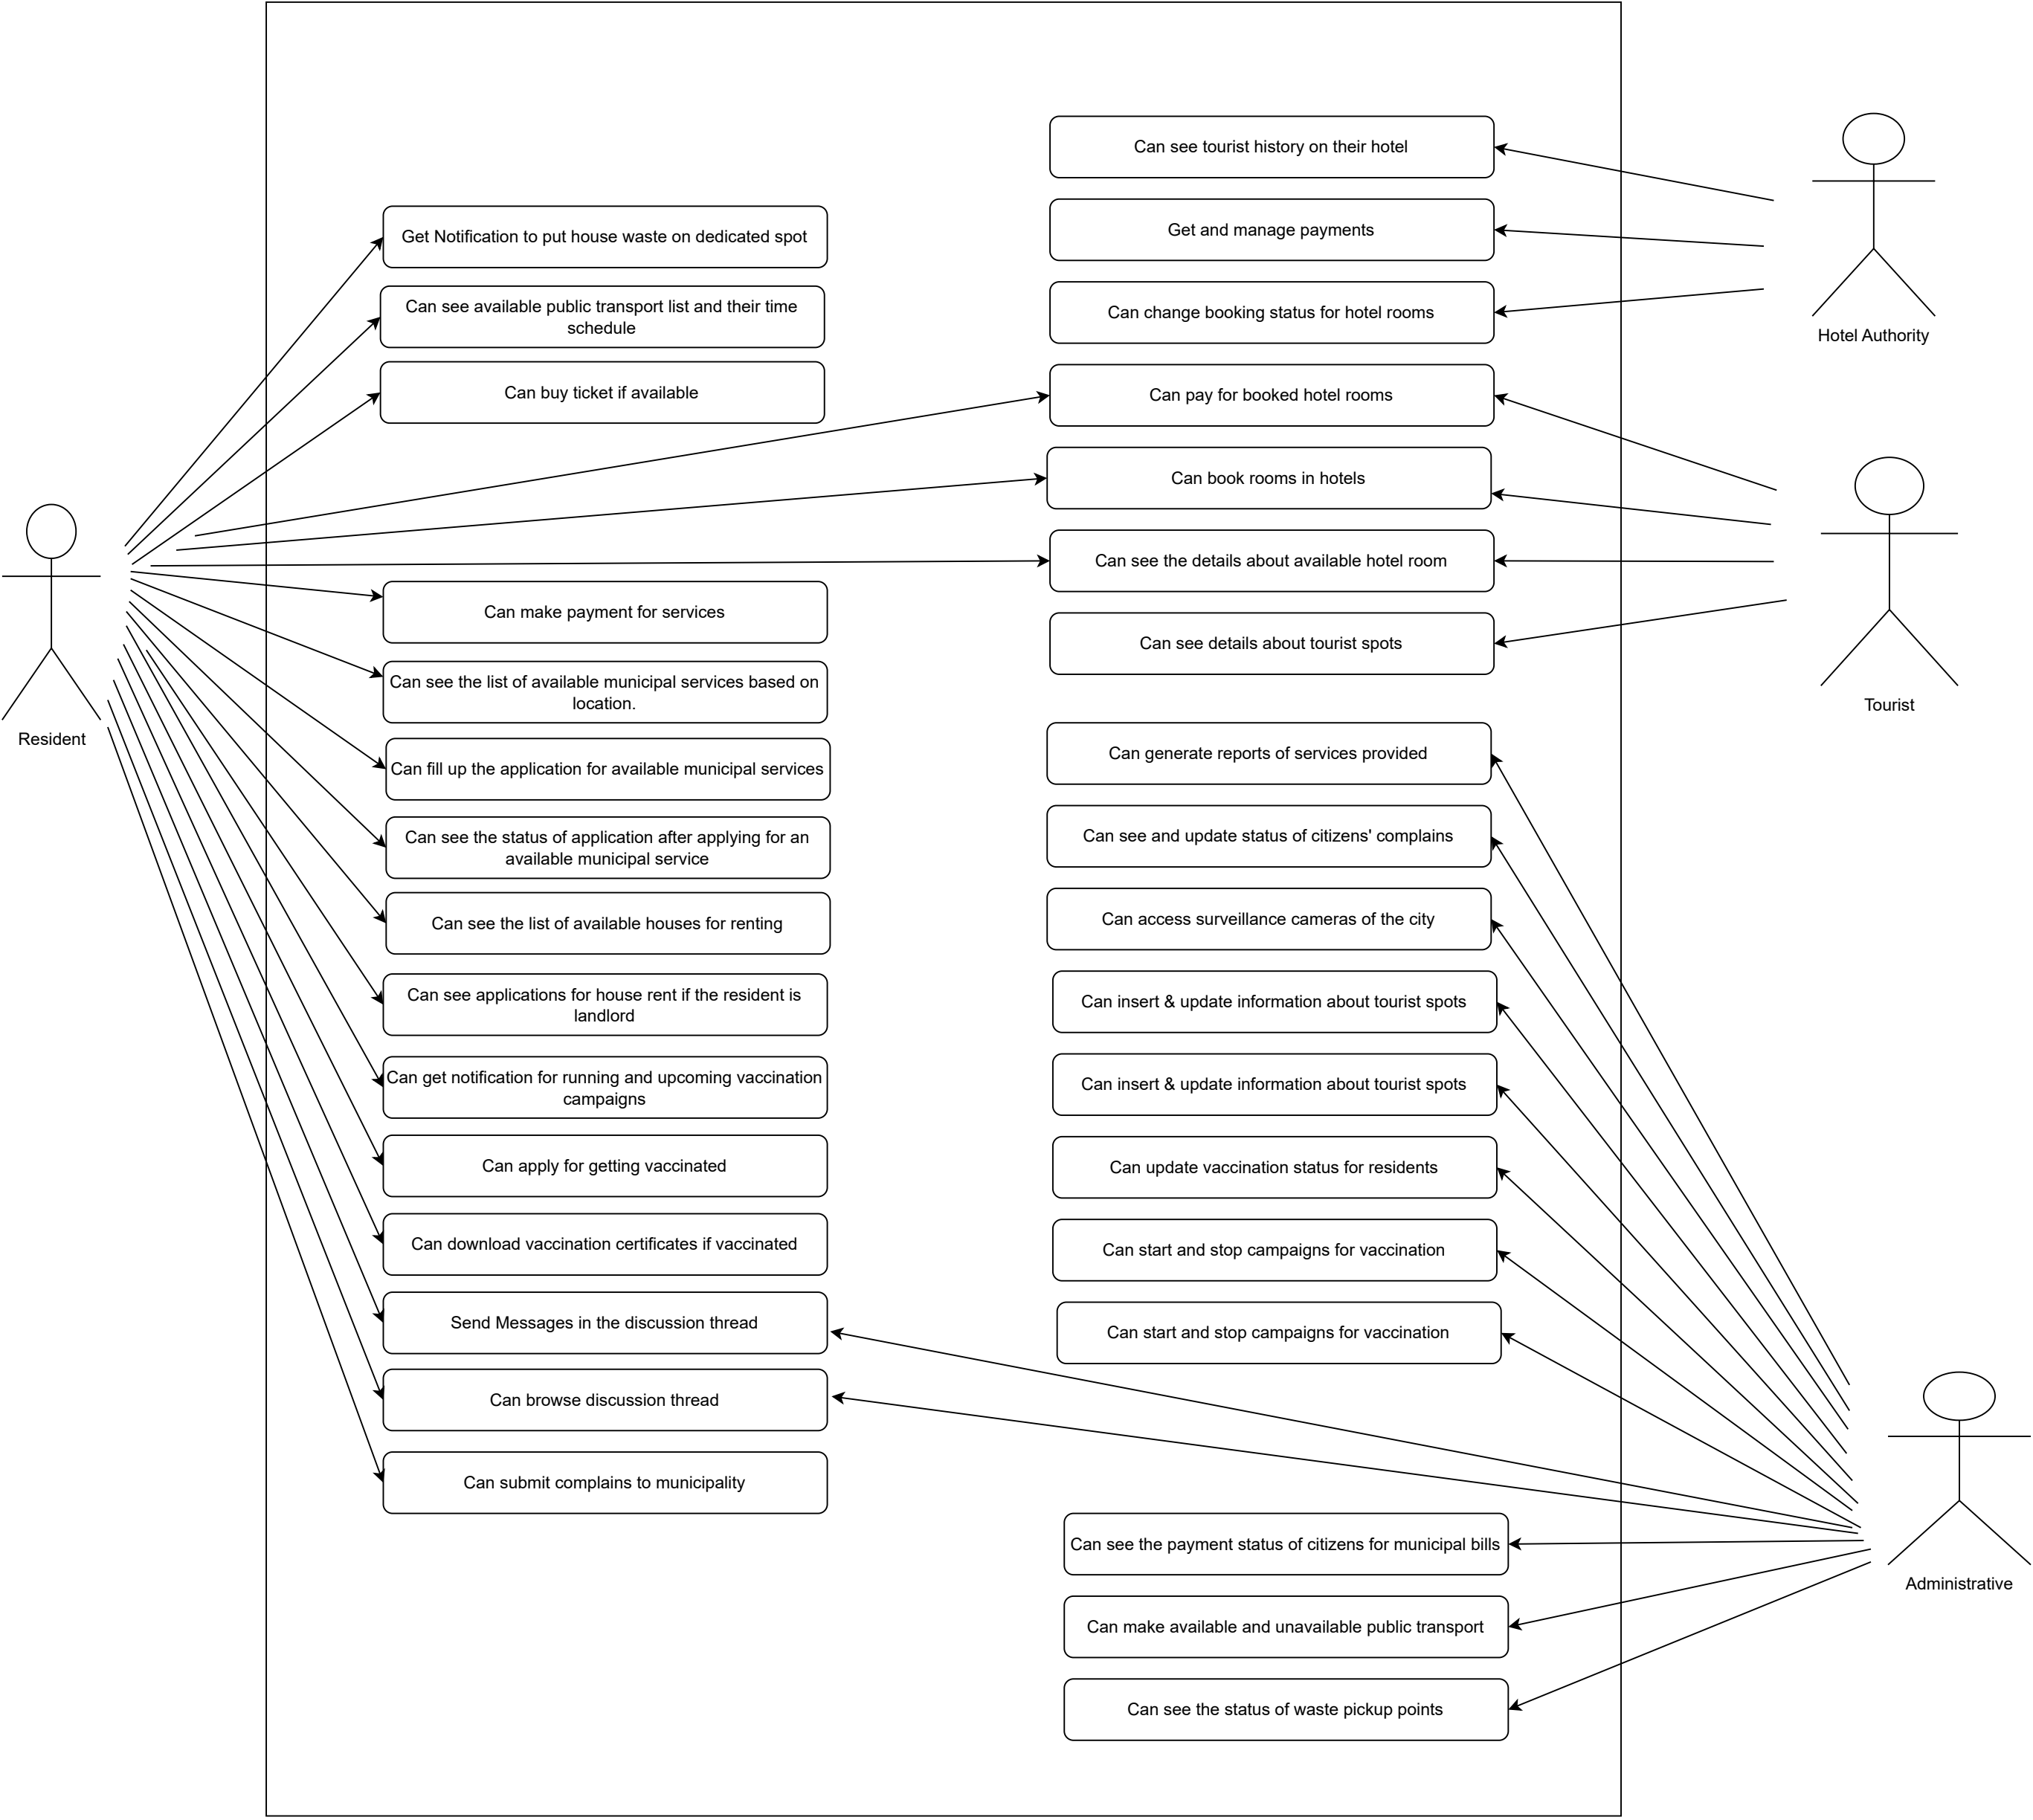 Get Notification to put house waste on dedicated spot
Can see available public transport list and their time
schedule
Can buy ticket if available
Resident
Can make payment for services
Can see the list of available municipal services based on
location.
Can fill up the application for available municipal services
Can see the status of application after applying for an
available municipal service
Can see the list of available houses for renting
Can see applications for house rent if the resident is
landlord
Can get notification for running and upcoming vaccination
campaigns
Can apply for getting vaccinated
Can download vaccination certificates if vaccinated
Send Messages in the discussion thread
Can browse discussion thread
Can submit complains to municipality
Can see tourist history on their hotel
Get and manage payments
Can change booking status for hotel rooms
Can pay for booked hotel rooms
Can book rooms in hotels
Can see the details about available hotel room
Can see details about tourist spots
Can generate reports of services provided
Can see and update status of citizens' complains
Can access surveillance cameras of the city
Can insert & update information about tourist spots
Can insert & update information about tourist spots
Can update vaccination status for residents
Can start and stop campaigns for vaccination
Can start and stop campaigns for vaccination
Can see the payment status of citizens for municipal bills
Can make available and unavailable public transport
Can see the status of waste pickup points
Hotel Authority
Tourist
Administrative